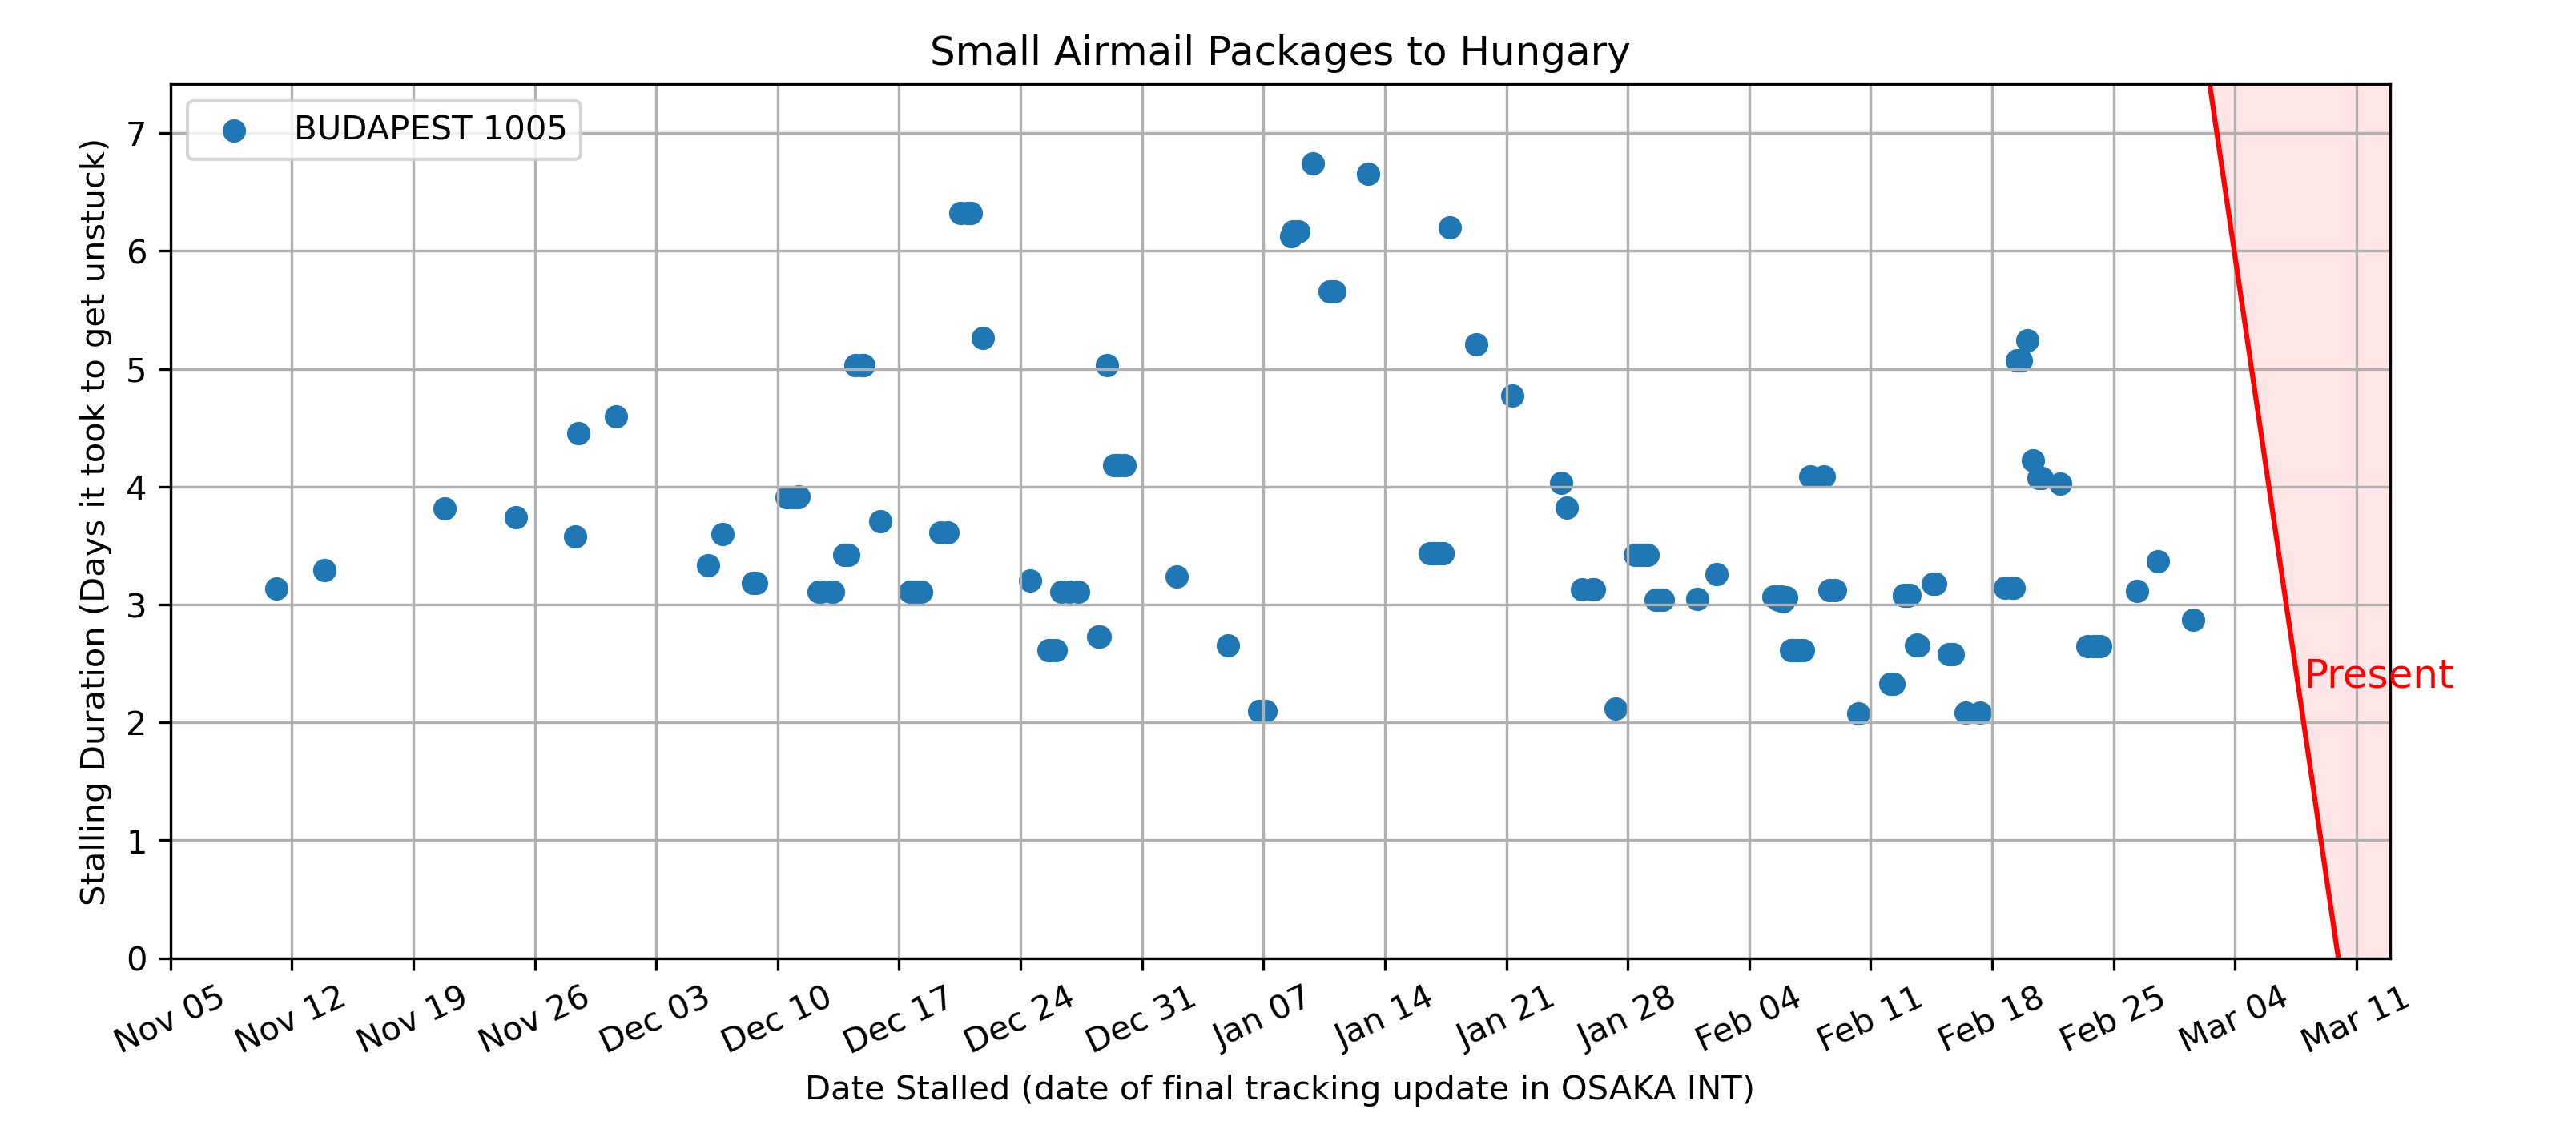 Small Airmail Packages to Hungary
BUDAPEST 1005
Stalling Duration (Days it took to get unstuck)
7
6
5
4
3
2
1
0
Present
Nov 05
Nov 12
Nov 19
Nov 26
Dec 03
Dec 10
Dec 17
Dec 24
Dec 31
Jan 07
Jan 14
Jan 21
Jan 28
Feb 04
Feb 11
Feb 18
Feb 25
Mar 04
Mar 11
Date Stalled (date of final tracking update in OSAKA INT)